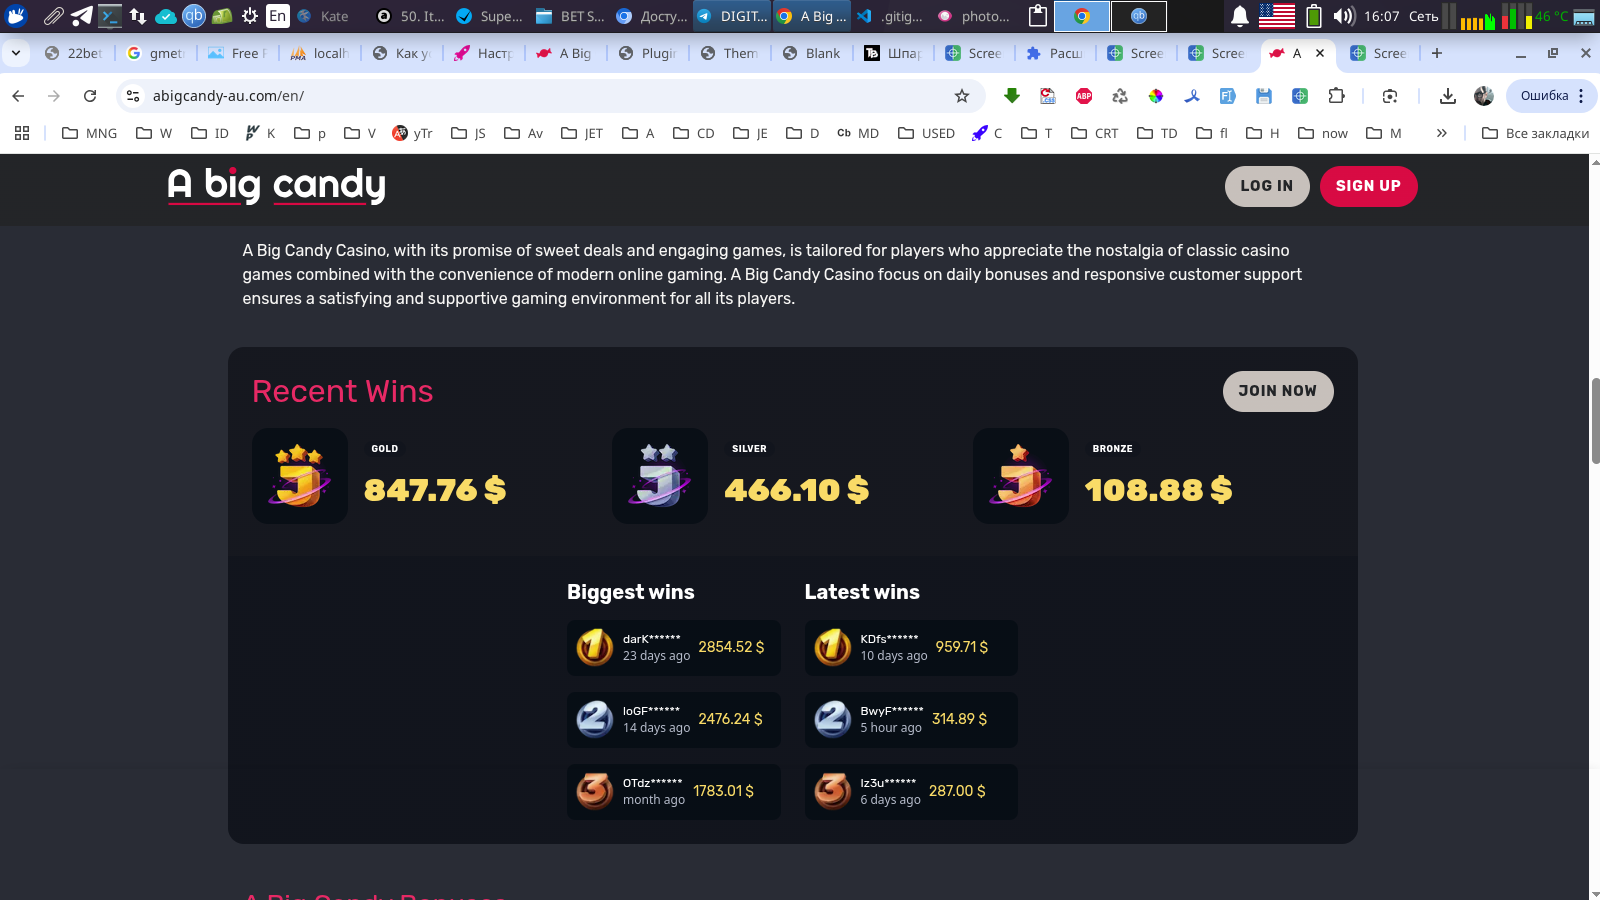 En
Kate
50. It...
Supe...
BET S...
Досту...
DIGIT...
A Big ...
.gitig...
photo...
16:07
Сеть
46 °C
22bet
gmet
Free F
localh
Как у
Настр
A Big
Plugi
Them
Blank
Шпар
Scree
Расш
Scree
Scree
A
Scree
abigcandy-au.com/en/
Ошибка
MNG
W
ID
K
p
V
yTr
JS
Av
JET
A
CD
JE
D
MD
USED
C
T
CRT
TD
fl
H
now
M
Все закладки
A big candy
LOG IN
SIGN UP
A Big Candy Casino, with its promise of sweet deals and engaging games, is tailored for players who appreciate the nostalgia of classic casino
games combined with the convenience of modern online gaming. A Big Candy Casino focus on daily bonuses and responsive customer support
ensures a satisfying and supportive gaming environment for all its players.
Recent Wins
JOIN NOW
GOLD
847.76 $
SILVER
466.10 $
BRONZE
108.88 $
Biggest wins
Latest wins
darK******
23 days ago
2854.52 $
KDfs******
10 days ago
959.71 $
loGF******
14 days ago
2476.24 $
BwyF******
5 hour ago
314.89 $
OTdz******
month ago
1783.01 $
Iz3u******
6 days ago
287.00 $
A Big Candy Bonuses